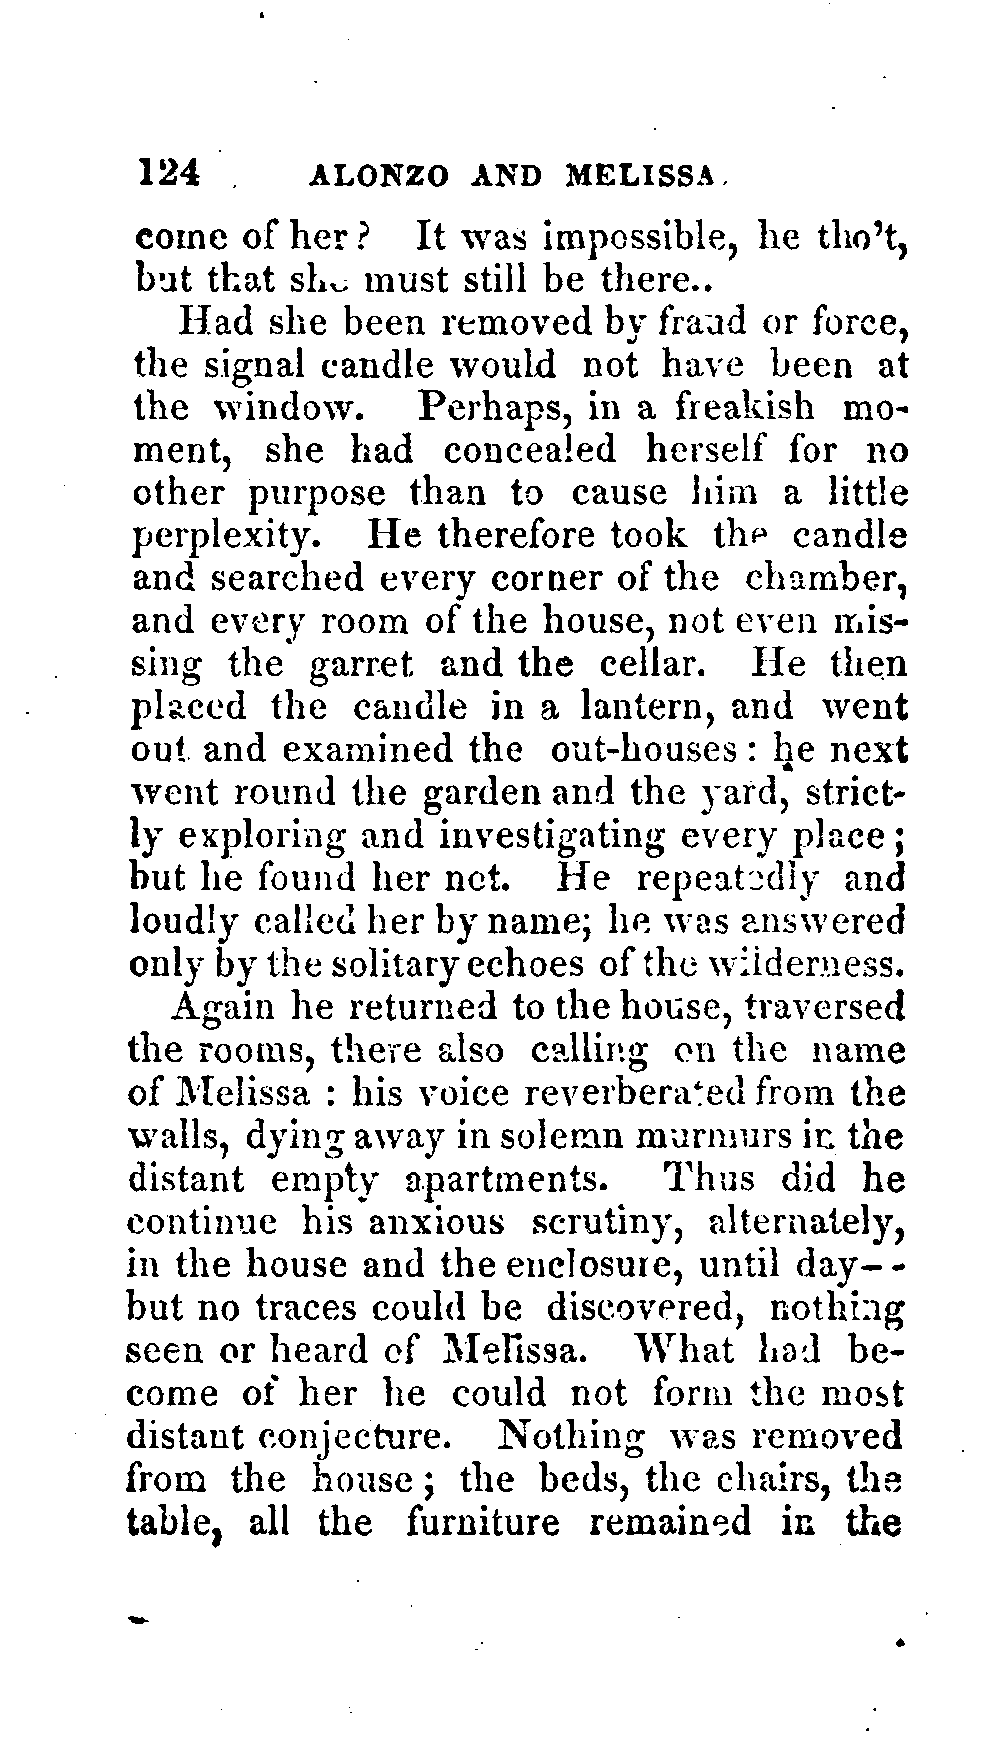 124 ALONZO AND MELISSA.
come of her? It was impossible, he tho't,
but that she must still be there..
Had she been removed by fraud or force,
the signal candle would not have been at
the window. Perhaps, in a freakish mo-
ment, she had concealed herself for no
other purpose than to cause him a little
perplexity. He therefore took the candle
and searched every corner of the chamber,
and every room of the house, not even mis-
sing the garret and the cellar. He then
placed the candle in a lantern, and went
out and examined the out-houses: he next
went round the garden and the yard, strict-
ly exploring and investigating every place;
but he found her not. He repeatedly and
loudly called her by name; he was answered
only by the solitary echoes of the wilderness.
Again he returned to the house, traversed
the rooms, there also calling on the name
of Melissa : his voice reverberated from the
walls, dying away in solemn murmurs in the
distant empty apartments. Thus did he
continue his anxious scrutiny, alternately,
in the house and the enclosure, until day--
but no traces could be discovered, nothing
seen or heard of Melissa. What had be-
come of her he could not form the most
distant conjecture. Nothing was removed
from the house; the beds, the chairs, the
table, all the furniture remained in the